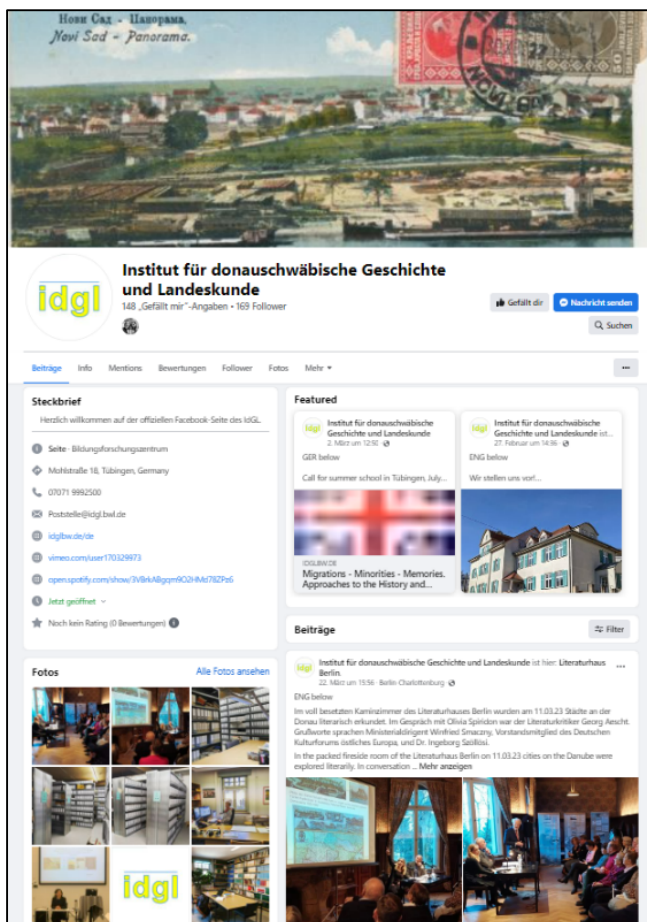 Нови Сад - Панорама.
Novi Sad - Panorama.
idgl
Institut für donauschwäbische Geschichte
und Landeskunde
148 „Gefällt mir“-Angaben • 169 Follower
Gefällt dir
Nachricht senden
Suchen
Beiträge Info Mentions Bewertungen Follower Fotos Mehr
Steckbrief
Herzlich willkommen auf der offiziellen Facebook-Seite des IdGL.
Seite · Bildungsforschungszentrum
Mohlstraße 18, Tübingen, Germany
07071 9992500
Poststelle@idgl.bwl.de
idglbw.de/de
vimeo.com/user170329973
Jetzt geöffnet
Noch kein Rating (0 Bewertungen)
Fotos
Alle Fotos ansehen
idgl
Featured
idgl
Institut für donauschwäbische
Geschichte und Landeskunde
2. März um 12:50
GER below
Call for summer school in Tübingen, July...
IDGLBW.DE
Migrations - Minorities - Memories.
Approaches to the History and...
idgl
Institut für donauschwäbische
Geschichte und Landeskunde ist...
27. Februar um 14:36
ENG below
Wir stellen uns vor!...
Beiträge
Filter
idgl
Institut für donauschwäbische Geschichte und Landeskunde ist hier: Literaturhaus
Berlin.
22. März um 15:56 · Berlin-Charlottenburg
ENG below
Im voll besetzten Kaminzimmer des Literaturhauses Berlin wurden am 11.03.23 Städte an der
Donau literarisch erkundet. Im Gespräch mit Olivia Spiridon war der Literaturkritiker Georg Aescht.
Grußworte sprachen Ministerialdirigent Winfried Smaczny, Vorstandsmitglied des Deutschen
Kulturforums östliches Europa, und Dr. Ingeborg Szöllösi.
In the packed fireside room of the Literaturhaus Berlin on 11.03.23 cities on the Danube were
explored literarily. In conversation ... Mehr anzeigen